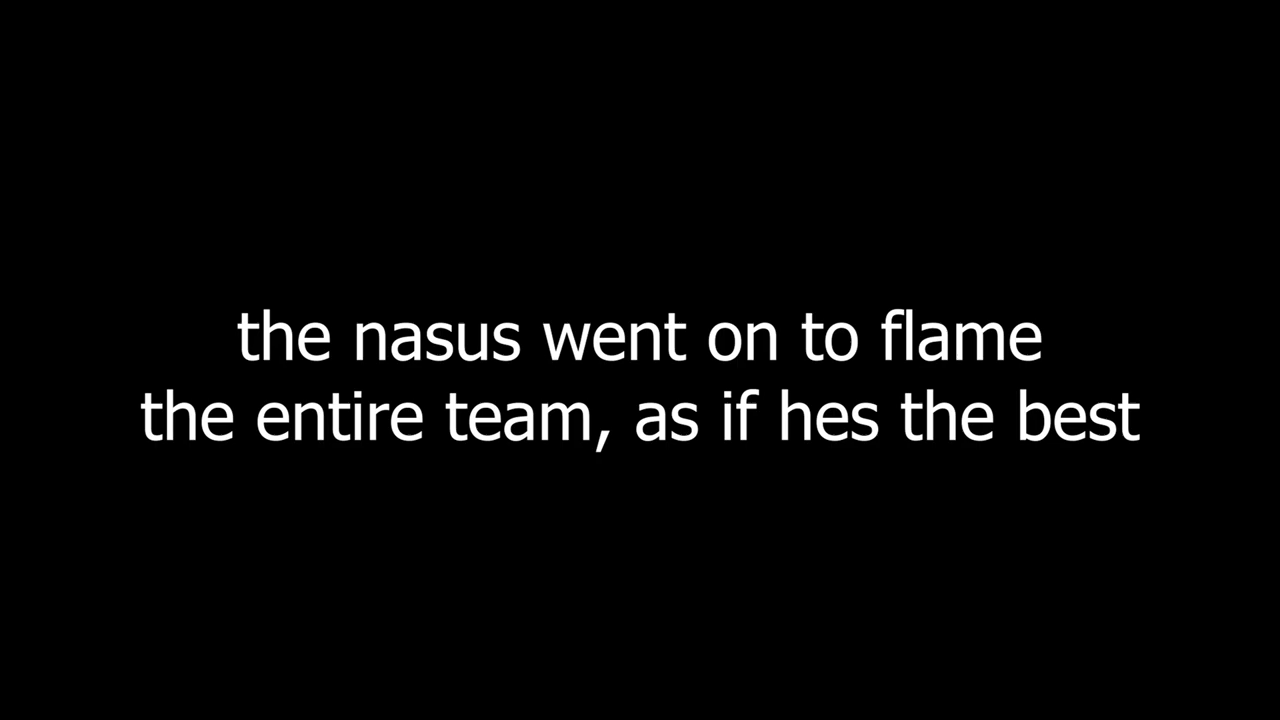 the nasus went on to flame
the entire team, as if hes the best